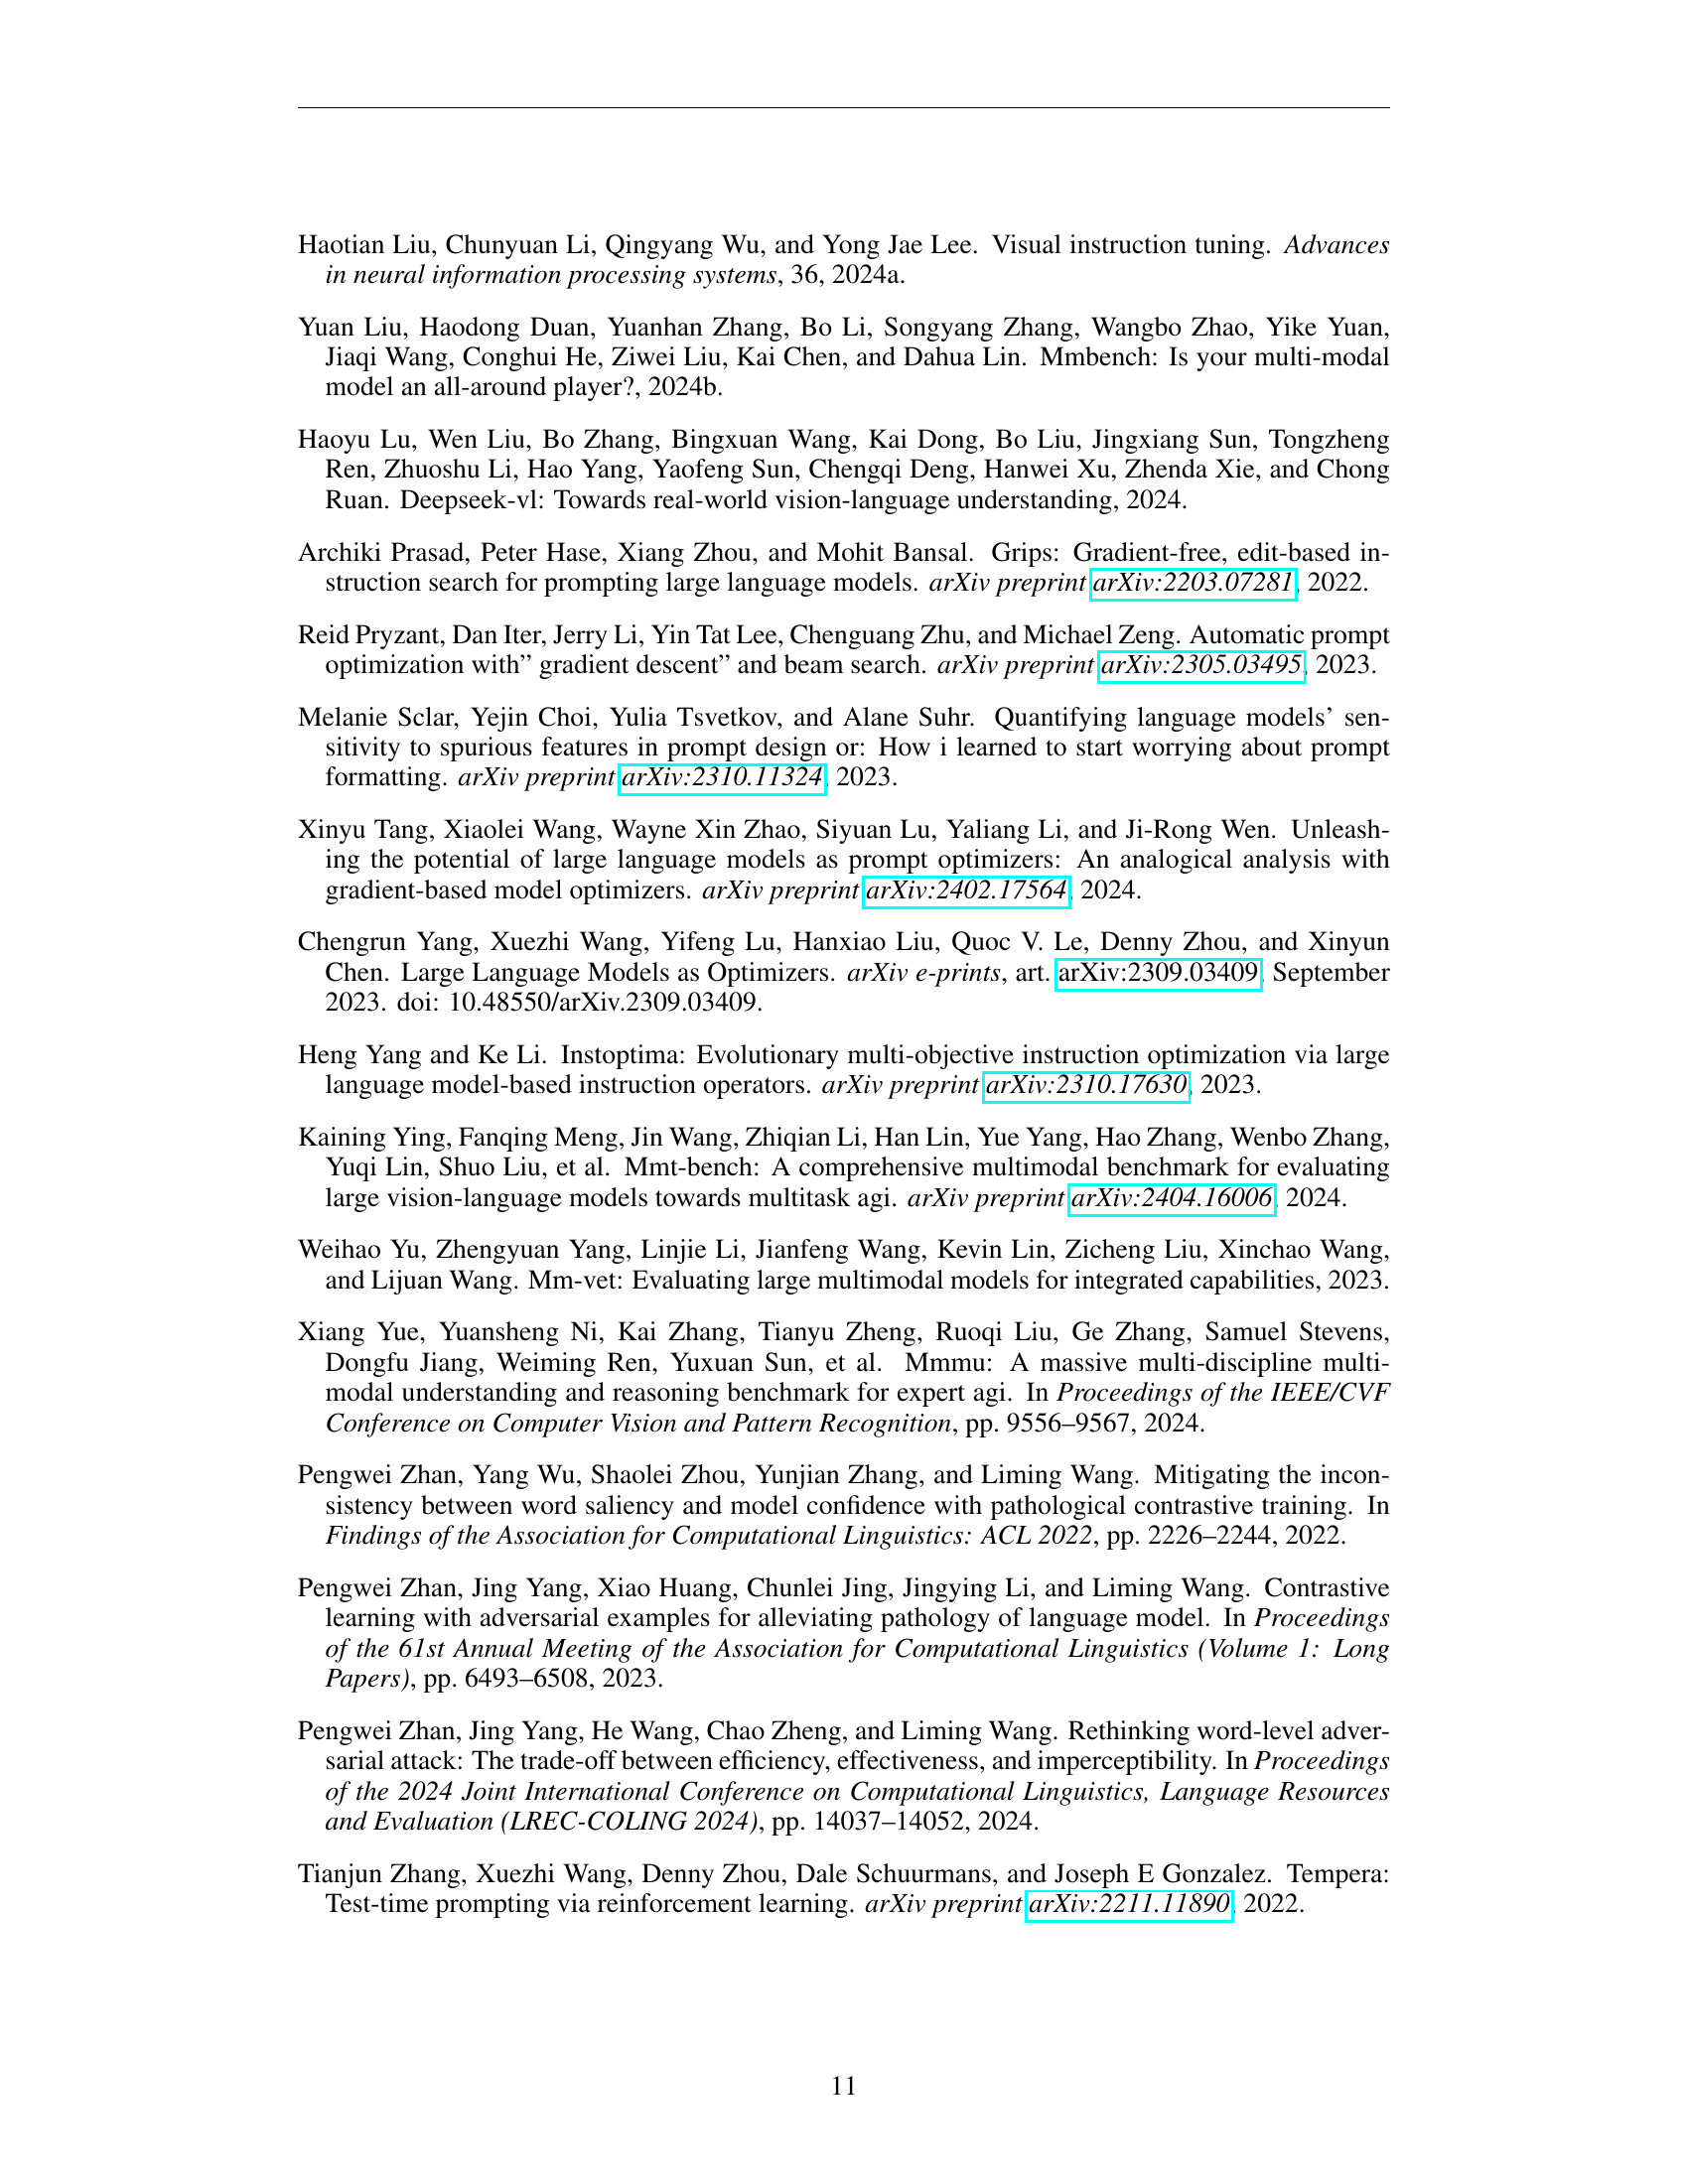 Haotian Liu, Chunyuan Li, Qingyang Wu, and Yong Jae Lee. Visual instruction tuning. Advances
in neural information processing systems, 36, 2024a.
Yuan Liu, Haodong Duan, Yuanhan Zhang, Bo Li, Songyang Zhang, Wangbo Zhao, Yike Yuan,
Jiaqi Wang, Conghui He, Ziwei Liu, Kai Chen, and Dahua Lin. Mmbench: Is your multi-modal
model an all-around player?, 2024b.
Haoyu Lu, Wen Liu, Bo Zhang, Bingxuan Wang, Kai Dong, Bo Liu, Jingxiang Sun, Tongzheng
Ren, Zhuoshu Li, Hao Yang, Yaofeng Sun, Chengqi Deng, Hanwei Xu, Zhenda Xie, and Chong
Ruan. Deepseek-vl: Towards real-world vision-language understanding, 2024.
Archiki Prasad, Peter Hase, Xiang Zhou, and Mohit Bansal. Grips: Gradient-free, edit-based in-
struction search for prompting large language models. arXiv preprint arXiv:2203.07281, 2022.
Reid Pryzant, Dan Iter, Jerry Li, Yin Tat Lee, Chenguang Zhu, and Michael Zeng. Automatic prompt
optimization with” gradient descent” and beam search. arXiv preprint arXiv:2305.03495, 2023.
Melanie Sclar, Yejin Choi, Yulia Tsvetkov, and Alane Suhr. Quantifying language models’ sen-
sitivity to spurious features in prompt design or: How i learned to start worrying about prompt
formatting. arXiv preprint arXiv:2310.11324, 2023.
Xinyu Tang, Xiaolei Wang, Wayne Xin Zhao, Siyuan Lu, Yaliang Li, and Ji-Rong Wen. Unleash-
ing the potential of large language models as prompt optimizers: An analogical analysis with
gradient-based model optimizers. arXiv preprint arXiv:2402.17564, 2024.
Chengrun Yang, Xuezhi Wang, Yifeng Lu, Hanxiao Liu, Quoc V. Le, Denny Zhou, and Xinyun
Chen. Large Language Models as Optimizers. arXiv e-prints, art. arXiv:2309.03409, September
2023. doi: 10.48550/arXiv.2309.03409.
Heng Yang and Ke Li. Instoptima: Evolutionary multi-objective instruction optimization via large
language model-based instruction operators. arXiv preprint arXiv:2310.17630, 2023.
Kaining Ying, Fanqing Meng, Jin Wang, Zhiqian Li, Han Lin, Yue Yang, Hao Zhang, Wenbo Zhang,
Yuqi Lin, Shuo Liu, et al. Mmt-bench: A comprehensive multimodal benchmark for evaluating
large vision-language models towards multitask agi. arXiv preprint arXiv:2404.16006, 2024.
Weihao Yu, Zhengyuan Yang, Linjie Li, Jianfeng Wang, Kevin Lin, Zicheng Liu, Xinchao Wang,
and Lijuan Wang. Mm-vet: Evaluating large multimodal models for integrated capabilities, 2023.
Xiang Yue, Yuansheng Ni, Kai Zhang, Tianyu Zheng, Ruoqi Liu, Ge Zhang, Samuel Stevens,
Dongfu Jiang, Weiming Ren, Yuxuan Sun, et al. Mmmu: A massive multi-discipline multi-
modal understanding and reasoning benchmark for expert agi. In Proceedings of the IEEE/CVF
Conference on Computer Vision and Pattern Recognition, pp. 9556–9567, 2024.
Pengwei Zhan, Yang Wu, Shaolei Zhou, Yunjian Zhang, and Liming Wang. Mitigating the incon-
sistency between word saliency and model confidence with pathological contrastive training. In
Findings of the Association for Computational Linguistics: ACL 2022, pp. 2226–2244, 2022.
Pengwei Zhan, Jing Yang, Xiao Huang, Chunlei Jing, Jingying Li, and Liming Wang. Contrastive
learning with adversarial examples for alleviating pathology of language model. In Proceedings
of the 61st Annual Meeting of the Association for Computational Linguistics (Volume 1: Long
Papers), pp. 6493–6508, 2023.
Pengwei Zhan, Jing Yang, He Wang, Chao Zheng, and Liming Wang. Rethinking word-level adver-
sarial attack: The trade-off between efficiency, effectiveness, and imperceptibility. In Proceedings
of the 2024 Joint International Conference on Computational Linguistics, Language Resources
and Evaluation (LREC-COLING 2024), pp. 14037–14052, 2024.
Tianjun Zhang, Xuezhi Wang, Denny Zhou, Dale Schuurmans, and Joseph E Gonzalez. Tempera:
Test-time prompting via reinforcement learning. arXiv preprint arXiv:2211.11890, 2022.
11